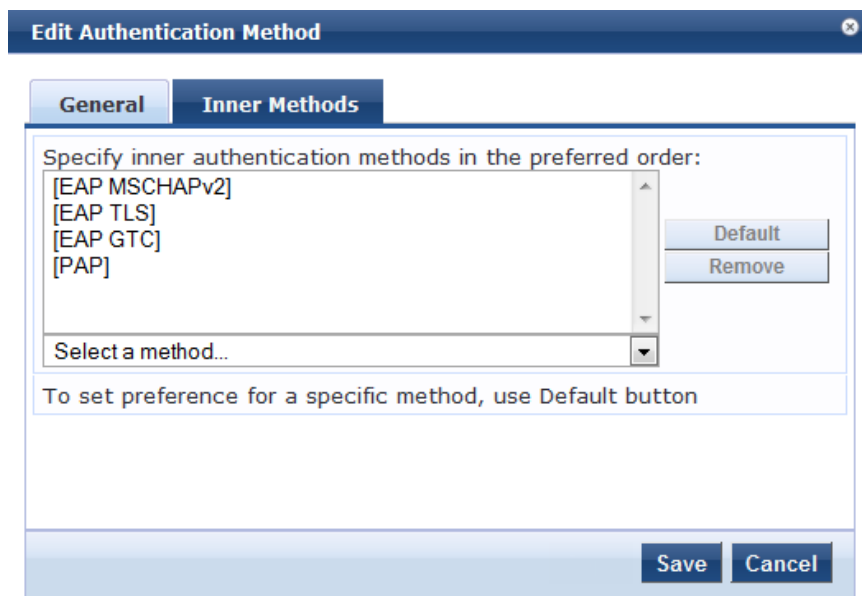 Edit Authentication Method
General
Inner Methods
Specify inner authentication methods in the preferred order:
[EAP MSCHAPv2]
[EAP TLS]
[EAP GTC]
[PAP]
Default
Remove
Select a method...
To set preference for a specific method, use Default button
Save
Cancel